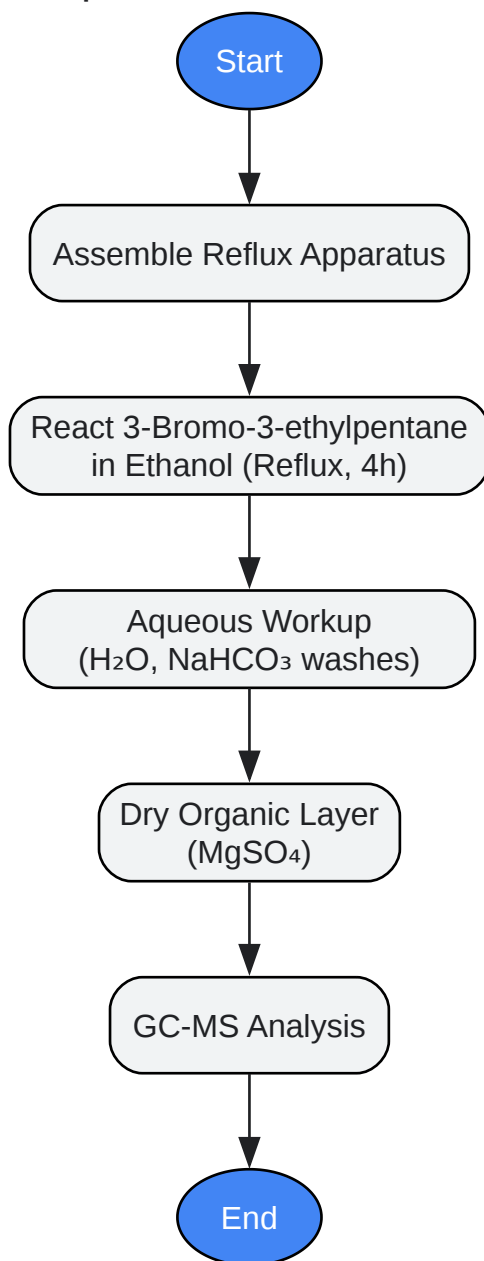 Start
Assemble Reflux Apparatus
React 3-Bromo-3-ethylpentane
in Ethanol (Reflux, 4h)
Aqueous Workup
(H₂O, NaHCO₃ washes)
Dry Organic Layer
(MgSO₄)
GC-MS Analysis
End